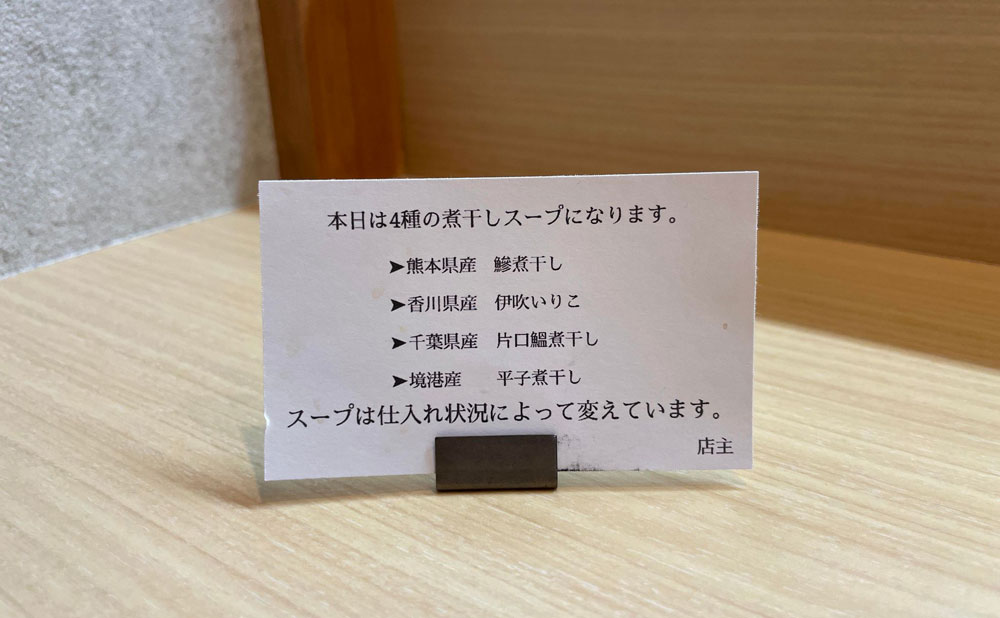 本日は4種の煮干しスープになります。
➤熊本県産　鰺煮干し
➤香川県産　伊吹いりこ
➤千葉県産　片口鰮煮干し
➤境港産　平子煮干し
スープは仕入れ状況によって変えています。
店主